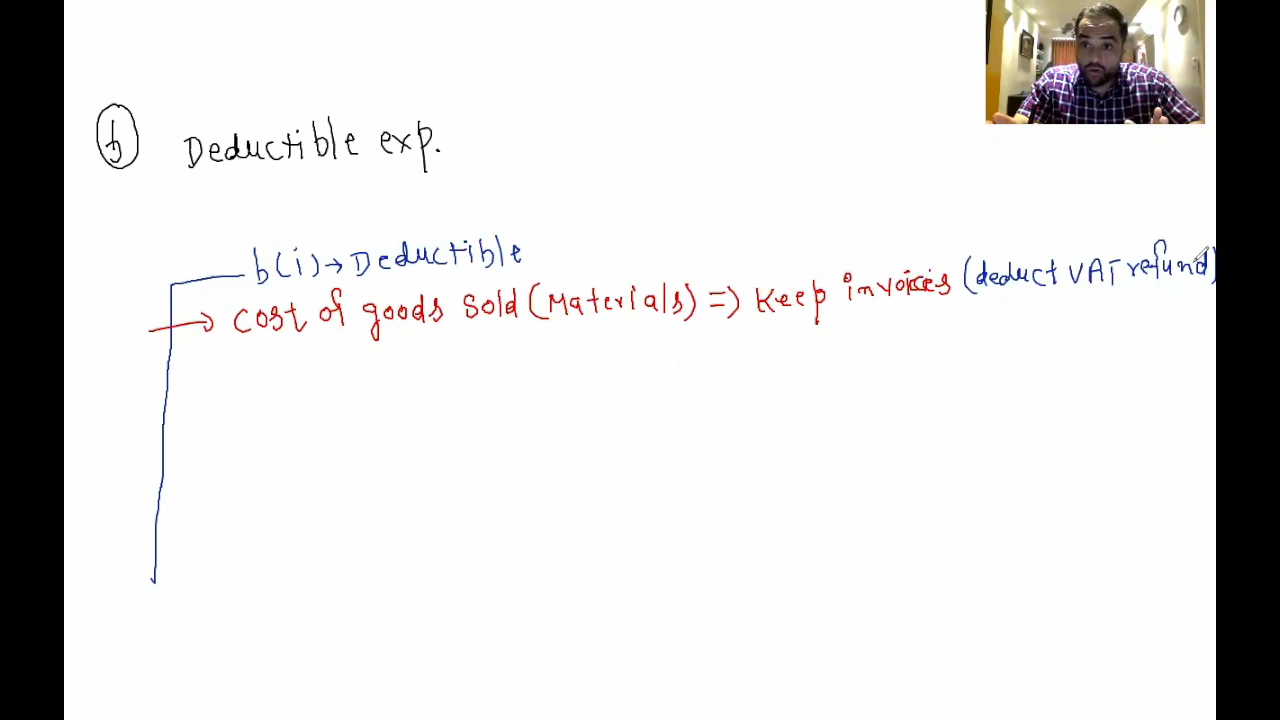 b Deductible exp.
b(i) → Deductible
→ cost of goods sold (Materials) => Keep invoices (deduct VAT refund)